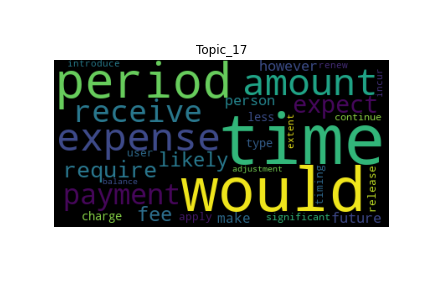 Topic_17
introduce however renew
period amount incur
receive person expect
expense less extent time continue
require likely user type
balance adjustment
payment would timing release
charge fee apply make significant future